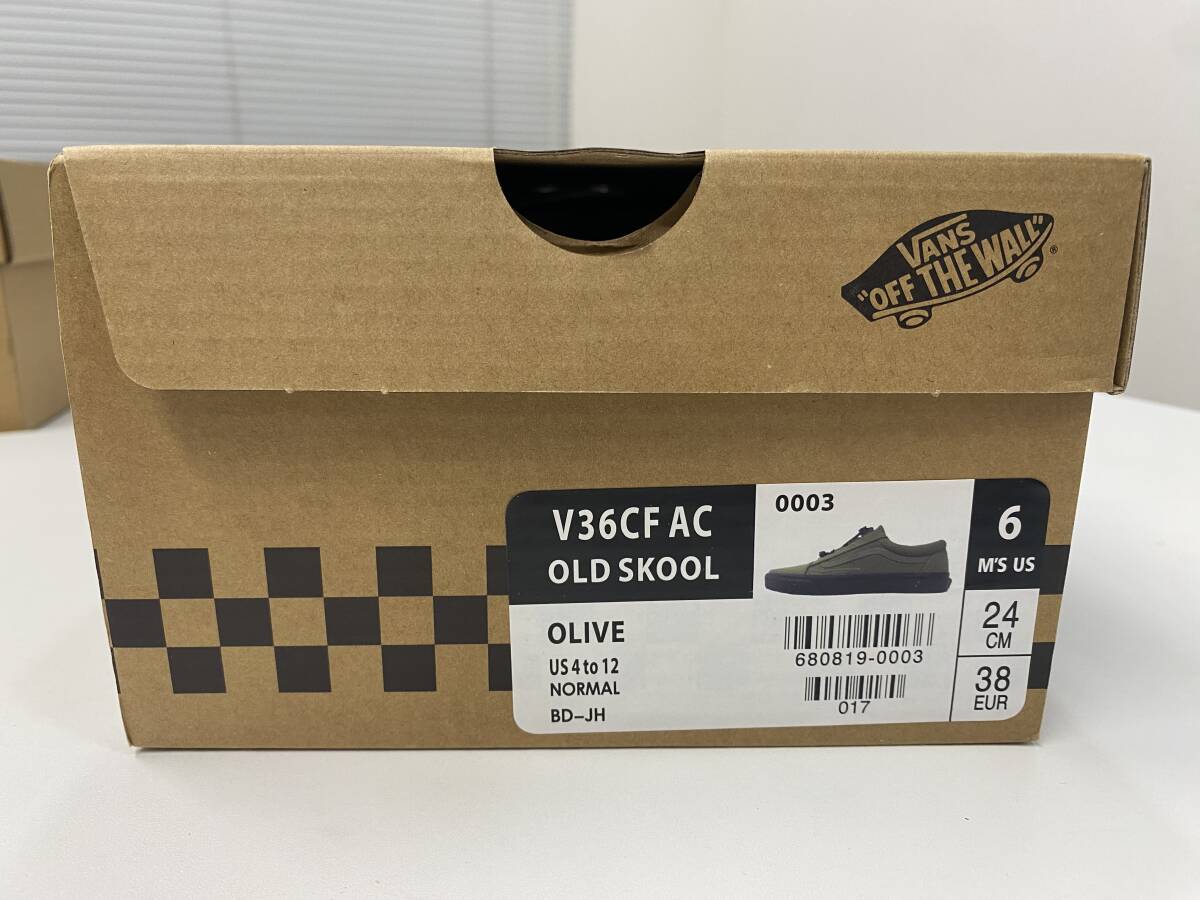 VANS
"OFF THE WALL"
®
V36CF AC
OLD SKOOL
0003
6
M'S US
OLIVE
US 4 to 12
NORMAL
BD-JH
680819-0003
017
24
CM
38
EUR